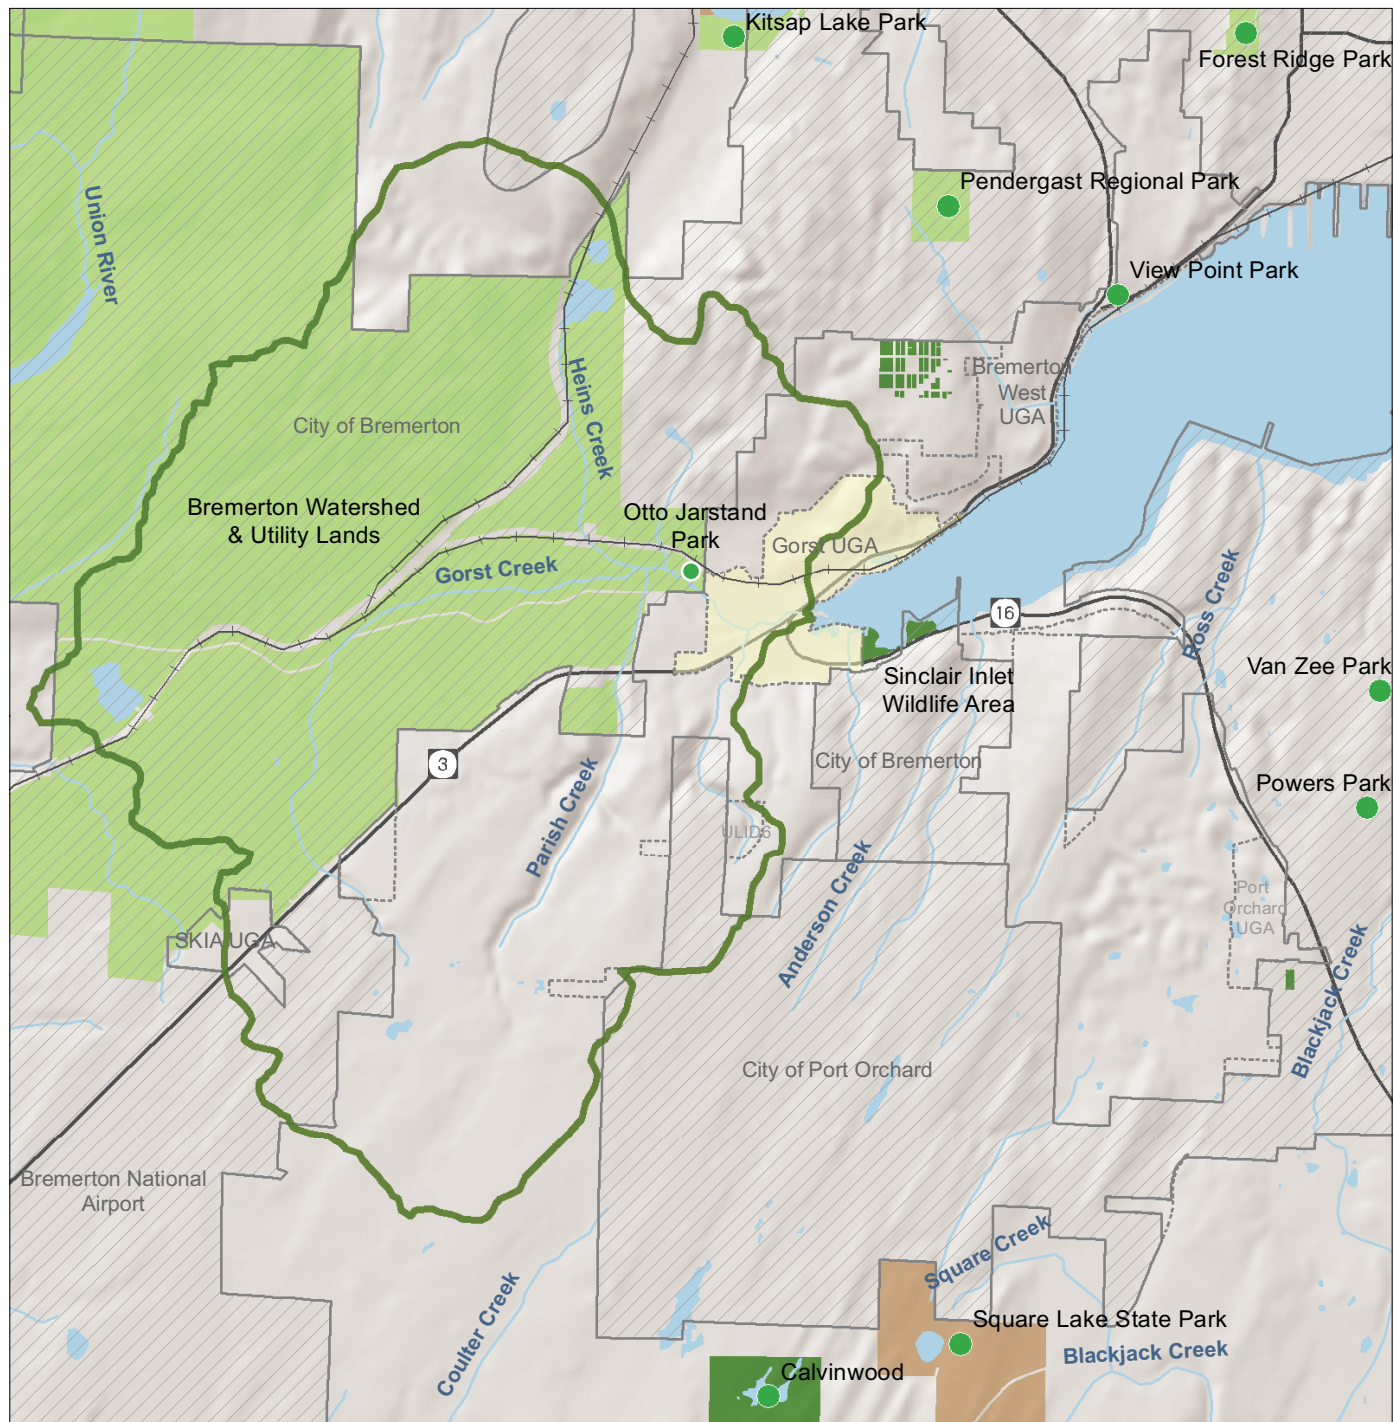 Kitsap Lake Park
Forest Ridge Park
Pendergast Regional Park
Union River
View Point Park
Bremerton
West
UGA
Heins Creek
City of Bremerton
Bremerton Watershed
& Utility Lands
Otto Jarstand
Park
Gorst UGA
Gorst Creek
16
Ross Creek
Sinclair Inlet
Wildlife Area
Van Zee Park
3
City of Bremerton
Powers Park
Parish Creek
ULID6
Anderson Creek
Port
Orchard
UGA
SKIA UGA
Blackjack Creek
City of Port Orchard
Bremerton National
Airport
Square Creek
Coulter Creek
Square Lake State Park
Blackjack Creek
Calvinwood